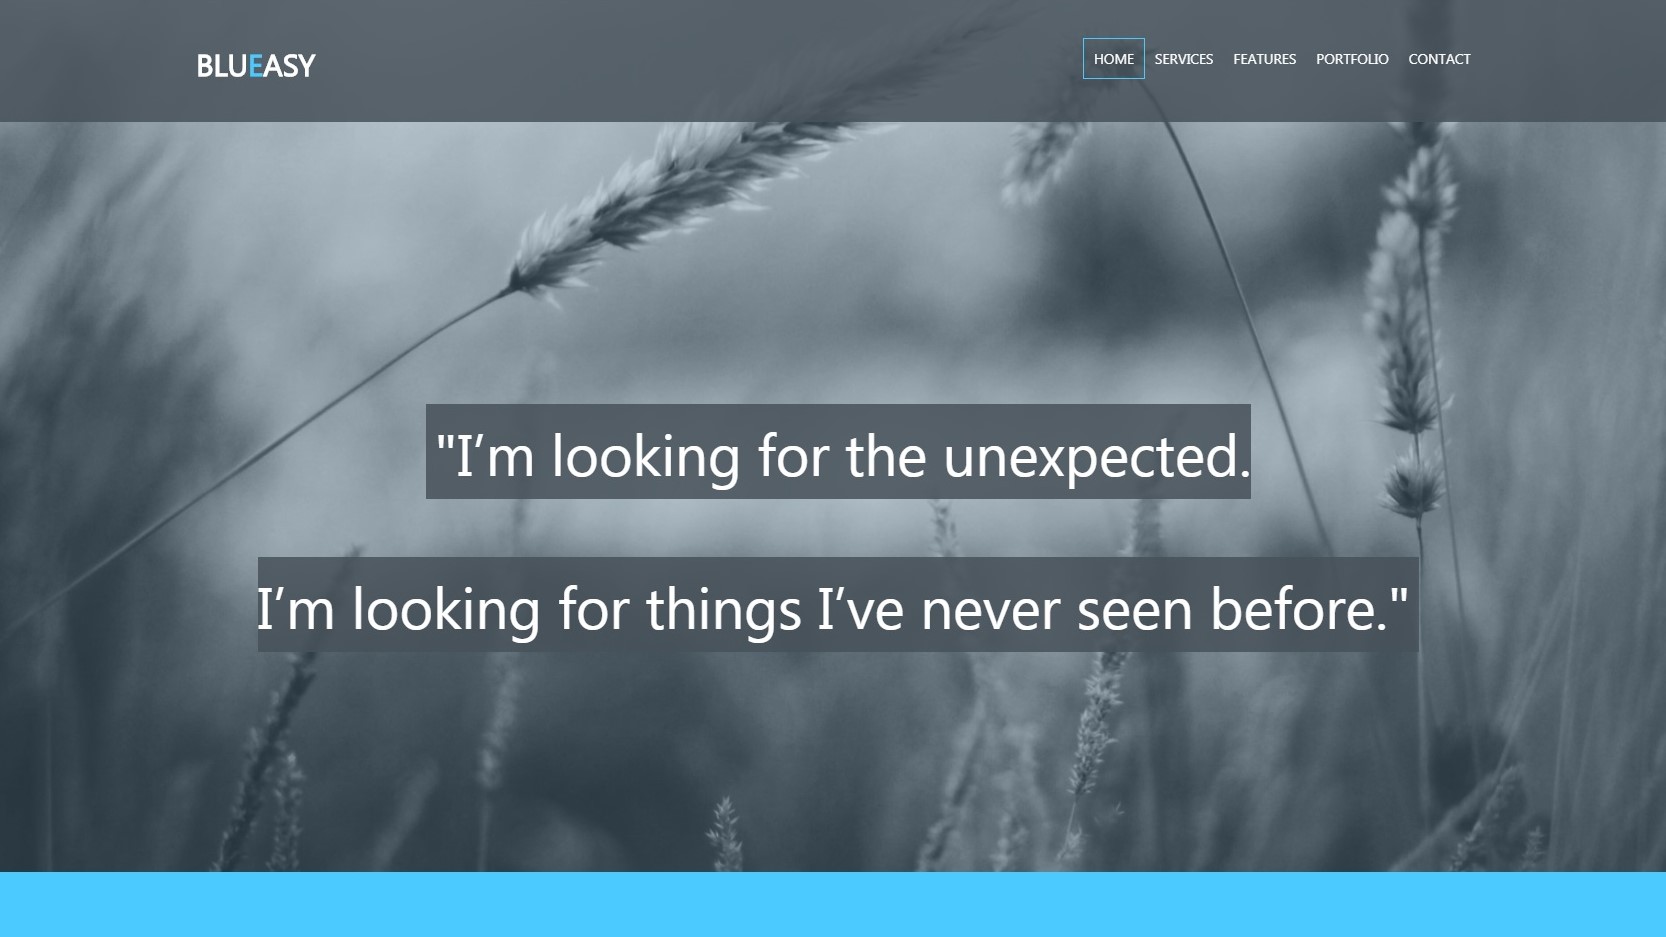 BLUEASY
HOME SERVICES FEATURES PORTFOLIO CONTACT
"I’m looking for the unexpected.
I’m looking for things I’ve never seen before."